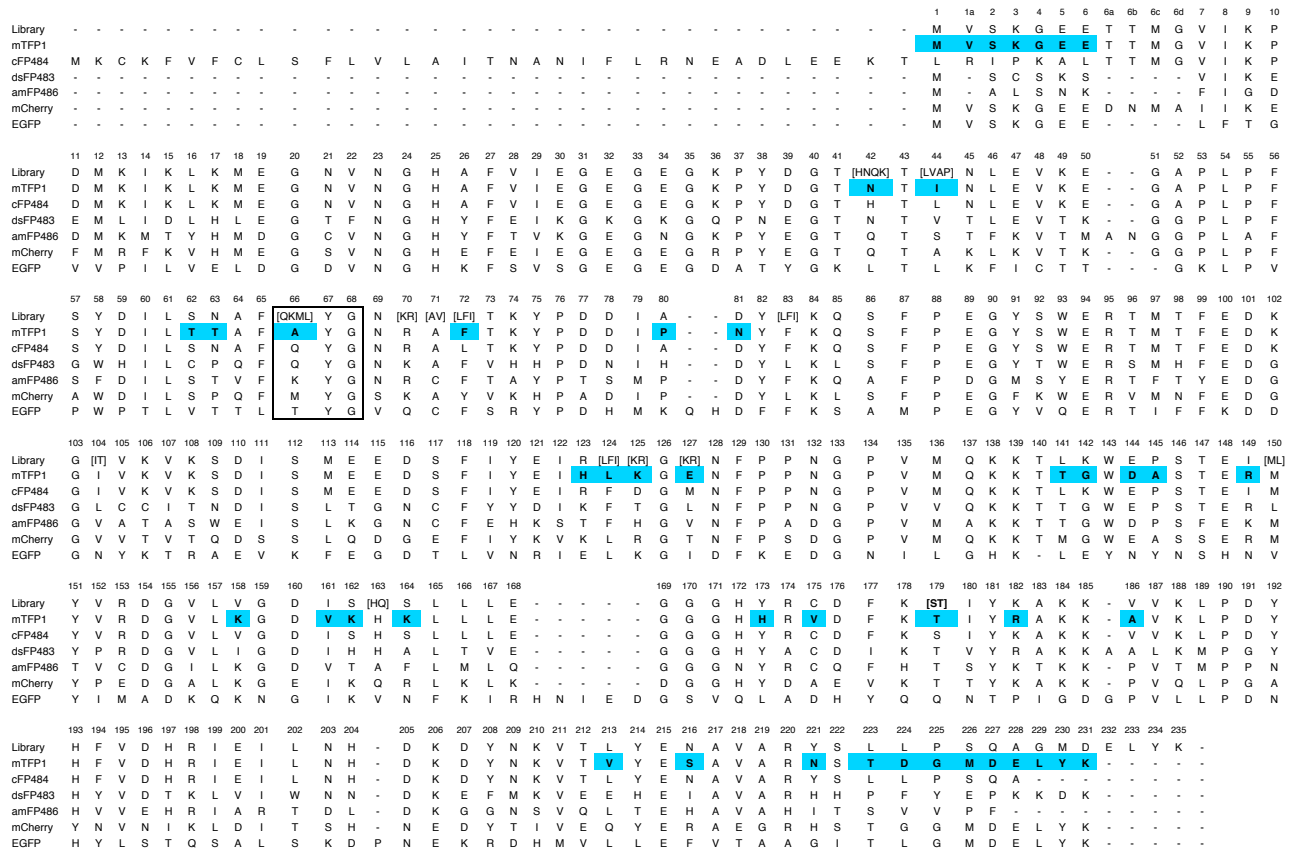 1 1a 2 3 4 5 6 6a 6b 6c 6d 7 8 9 10
Library - - - - - - - - - - - - - - - - - - - - - - - - - - - - - - - - - M V S K G E E T T M G V I K P
mTFP1 - - - - - - - - - - - - - - - - - - - - - - - - - - - - - - - - - M V S K G E E T T M G V I K P
cFP484 M K C K F V F C L S F L V L A I T N A N I F L R N E A D L E E K T L R I P K A L T T M G V I K P
dsFP483 - - - - - - - - - - - - - - - - - - - - - - - - - - - - - - - - - M - S C S K S - - - - V I K E
amFP486 - - - - - - - - - - - - - - - - - - - - - - - - - - - - - - - - - M - A L S N K - - - - F I G D
mCherry - - - - - - - - - - - - - - - - - - - - - - - - - - - - - - - - - M V S K G E E D N M A I I K E
EGFP - - - - - - - - - - - - - - - - - - - - - - - - - - - - - - - - - M V S K G E E - - - - L F T G
11 12 13 14 15 16 17 18 19 20 21 22 23 24 25 26 27 28 29 30 31 32 33 34 35 36 37 38 39 40 41 42 43 44 45 46 47 48 49 50 51 52 53 54 55 56
Library D M K I K L K M E G N V N G H A F V I E G E G E G K P Y D G T [HNQK] T [LVAP] N L E V K E - - G A P L P F
mTFP1 D M K I K L K M E G N V N G H A F V I E G E G E G K P Y D G T N T I N L E V K E - - G A P L P F
cFP484 D M K I K L K M E G N V N G H A F V I E G E G E G K P Y D G T H T L N L E V K E - - G A P L P F
dsFP483 E M L I D L H L E G T F N G H Y F E I K G K G K G Q P N E G T N T V T L E V T K - - G G P L P F
amFP486 D M K M T Y H M D G C V N G H Y F T V K G E G N G K P Y E G T Q T S T F K V T M A N G G P L A F
mCherry F M R F K V H M E G S V N G H E F E I E G E G E G R P Y E G T Q T A K L K V T K - - G G P L P F
EGFP V V P I L V E L D G D V N G H K F S V S G E G E G D A T Y G K L T L K F I C T T - - G K L P V
57 58 59 60 61 62 63 64 65 66 67 68 69 70 71 72 73 74 75 76 77 78 79 80 81 82 83 84 85 86 87 88 89 90 91 92 93 94 95 96 97 98 99 100 101 102
Library S Y D I L S N A F [QKML] Y G N [KR] [AV] [LFI] T K Y P D D I A - - D Y [LFI] K Q S F P E G Y S W E R T M T F E D K
mTFP1 S Y D I L T T A F A Y G N R A F T K Y P D D I P - - N Y F K Q S F P E G Y S W E R T M T F E D K
cFP484 S Y D I L S N A F Q Y G N R A L T K Y P D D I A - - D Y F K Q S F P E G Y S W E R T M T F E D K
dsFP483 G W H I L C P Q F Q Y G N K A F V H H P D N I H - - D Y L K L S F P E G Y T W E R S M H F E D G
amFP486 S F D I L S T V F K Y G N R C F T A Y P T S M P - - D Y F K Q A F P D G M S Y E R T F T Y E D G
mCherry A W D I L S P Q F M Y G S K A Y V K H P A D I P - - D Y L K L S F P E G F K W E R V M N F E D G
EGFP P W P T L V T T L T Y G V Q C F S R Y P D H M K Q H D F F K S A M P E G Y V Q E R T I F F K D D
103 104 105 106 107 108 109 110 111 112 113 114 115 116 117 118 119 120 121 122 123 124 125 126 127 128 129 130 131 132 133 134 135 136 137 138 139 140 141 142 143 144 145 146 147 148 149 150
Library G [IT] V K V K S D I S M E E D S F I Y E I R [LFI] [KR] G [KR] N F P P N G P V M Q K K T L K W E P S T E I [ML]
mTFP1 G I V K V K S D I S M E E D S F I Y E I H L K G E N F P P N G P V M Q K K T T G W D A S T E R M
cFP484 G I V K V K S D I S M E E D S F I Y E I R F D G M N F P P N G P V M Q K K T L K W E P S T E I M
dsFP483 G L C C I T N D I S L T G N C F Y Y D I K F T G L N F P P N G P V V Q K K T T G W E P S T E R L
amFP486 G V A T A S W E I S L K G N C F E H K S T F H G V N F P A D G P V M A K K T T G W D P S F E K M
mCherry G V V T V T Q D S S L Q D G E F I Y K V K L R G T N F P S D G P V M Q K K T M G W E A S S E R M
EGFP G N Y K T R A E V K F E G D T L V N R I E L K G I D F K E D G N I L G H K - L E Y N Y N S H N V
151 152 153 154 155 156 157 158 159 160 161 162 163 164 165 166 167 168 169 170 171 172 173 174 175 176 177 178 179 180 181 182 183 184 185 186 187 188 189 190 191 192
Library Y V R D G V L V G D I S [HQ] S L L L E - - - - - G G G H Y R C D F K [ST] I Y K A K K - V V K L P D Y
mTFP1 Y V R D G V L K G D V K H K L L L E - - - - - G G G H H R V D F K T I Y R A K K - A V K L P D Y
cFP484 Y V R D G V L V G D I S H S L L L E - - - - - G G G H Y R C D F K S I Y K A K K - V V K L P D Y
dsFP483 Y P R D G V L I G D I H H A L T V E - - - - - G G G H Y A C D I K T V Y R A K K A A L K M P G Y
amFP486 T V C D G I L K G D V T A F L M L Q - - - - - G G G N Y R C Q F H T S Y K T K K - P V T M P P N
mCherry Y P E D G A L K G E I K Q R L K L K - - - - - D G G H Y D A E V K T T Y K A K K - P V Q L P G A
EGFP Y I M A D K Q K N G I K V N F K I R H N I E D G S V Q L A D H Y Q Q N T P I G D G P V L L P D N
193 194 195 196 197 198 199 200 201 202 203 204 205 206 207 208 209 210 211 212 213 214 215 216 217 218 219 220 221 222 223 224 225 226 227 228 229 230 231 232 233 234 235
Library H F V D H R I E I L N H - D K D Y N K V T L Y E N A V A R Y S L L P S Q A G M D E L Y K -
mTFP1 H F V D H R I E I L N H - D K D Y N K V T V Y E S A V A R N S T D G M D E L Y K - - - - -
cFP484 H F V D H R I E I L N H - D K D Y N K V T L Y E N A V A R Y S L L P S Q A - - - - - - - -
dsFP483 H Y V D T K L V I W N N - D K E F M K V E E H E I A V A R H H P F Y E P K K D K - - - - -
amFP486 H V V E H R I A R T D L - D K G G N S V Q L T E H A V A H I T S V V P F - - - - - - - - -
mCherry Y N V N I K L D I T S H - N E D Y T I V E Q Y E R A E G R H S T G G M D E L Y K - - - - -
EGFP H Y L S T Q S A L S K D P N E K R D H M V L L E F V T A A G I T L G M D E L Y K - - - - -